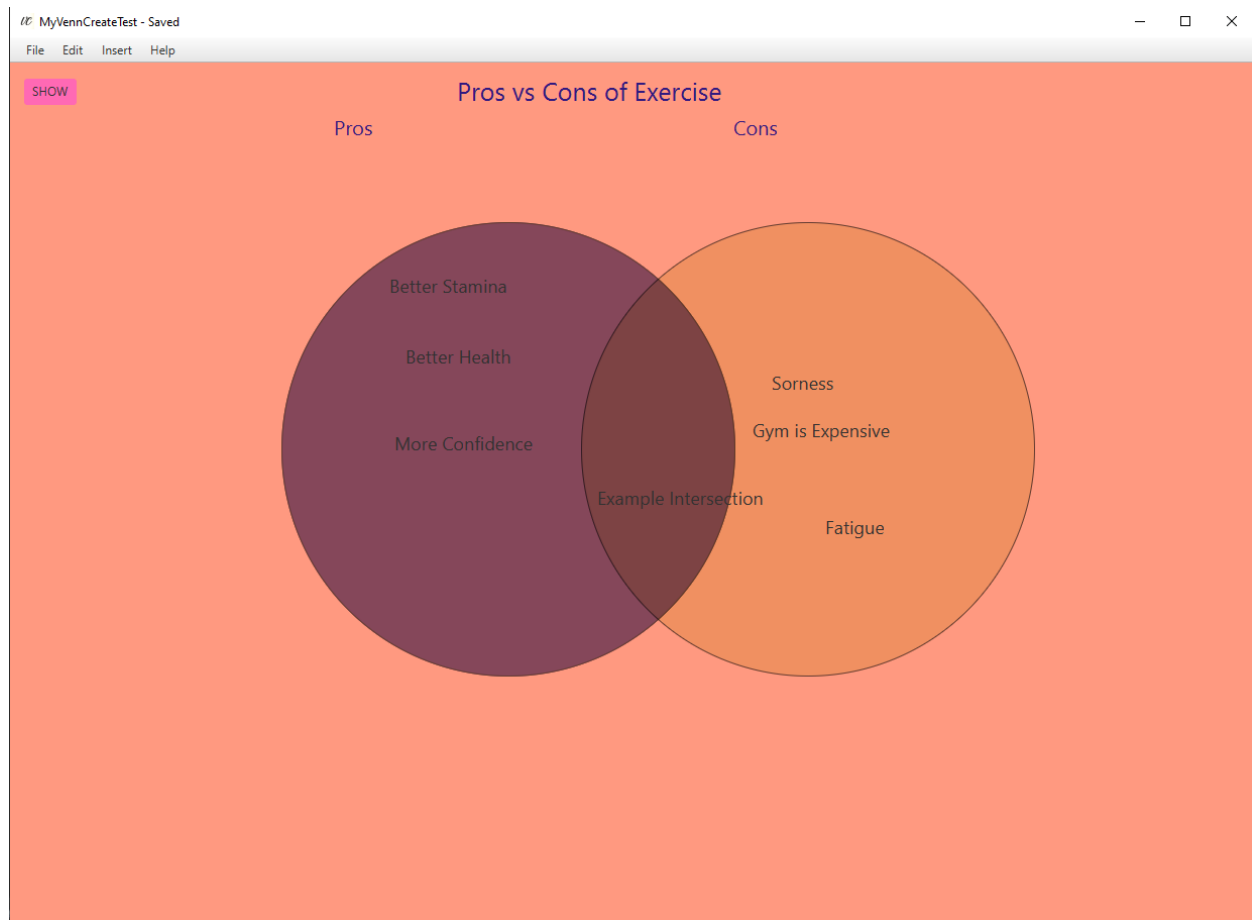 VC MyVennCreateTest - Saved
File Edit Insert Help
SHOW
Pros vs Cons of Exercise
Pros Cons
Better Stamina
Better Health
Sorness
Gym is Expensive
More Confidence
Example Intersection
Fatigue